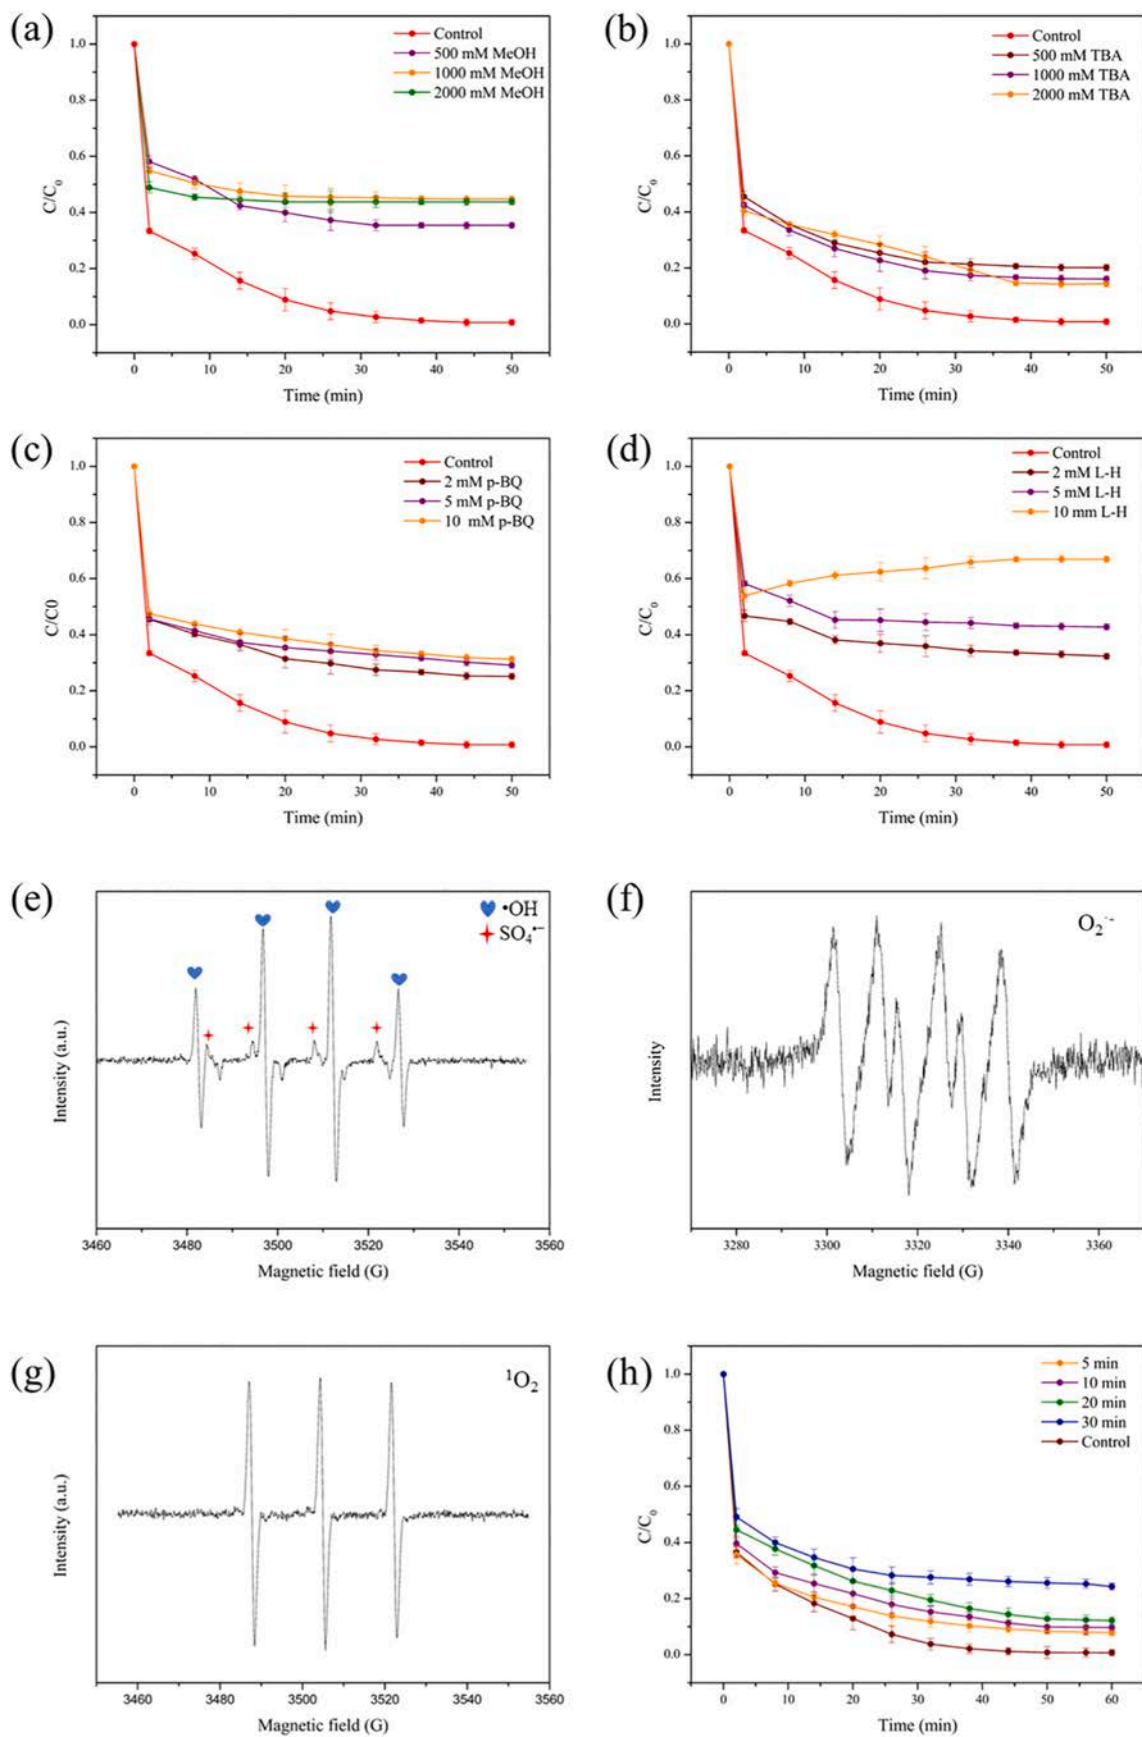 (a)
Control
500 mM MeOH
1000 mM MeOH
2000 mM MeOH
1.0
0.8
0.6
0.4
0.2
0.0
C/C₀
0 10 20 30 40 50
Time (min)
(b)
Control
500 mM TBA
1000 mM TBA
2000 mM TBA
1.0
0.8
0.6
0.4
0.2
0.0
C/C₀
0 10 20 30 40 50
Time (min)
(c)
Control
2 mM p-BQ
5 mM p-BQ
10 mM p-BQ
1.0
0.8
0.6
0.4
0.2
0.0
C/C0
0 10 20 30 40 50
Time (min)
(d)
Control
2 mM L-H
5 mM L-H
10 mm L-H
1.0
0.8
0.6
0.4
0.2
0.0
C/C₀
0 10 20 30 40 50
Time (min)
(e)
•OH
SO₄•−
Intensity (a.u.)
3460 3480 3500 3520 3540 3560
Magnetic field (G)
(f)
O₂·-
Intensity
3280 3300 3320 3340 3360
Magnetic field (G)
(g)
¹O₂
Intensity (a.u.)
3460 3480 3500 3520 3540 3560
Magnetic field (G)
(h)
5 min
10 min
20 min
30 min
Control
1.0
0.8
0.6
0.4
0.2
0.0
C/C₀
0 10 20 30 40 50 60
Time (min)